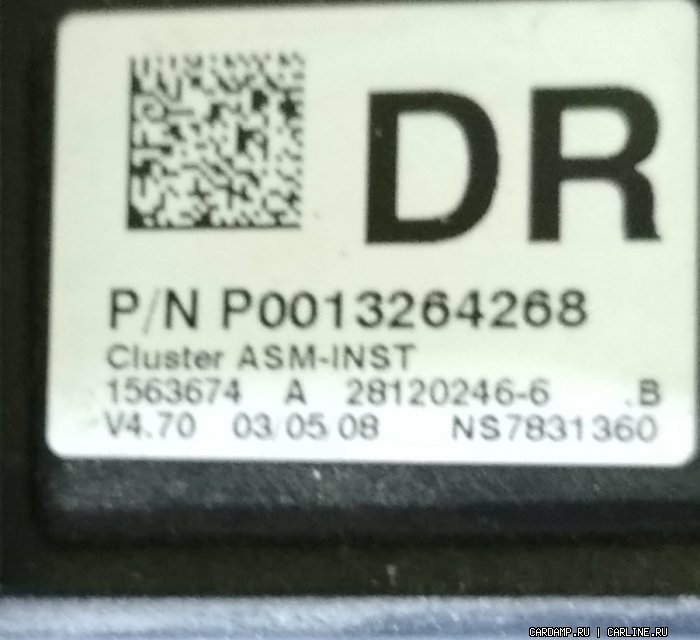 DR
P/N P0013264268
Cluster ASM-INST
1563674 A 28120246-6 .B
V4.70 03/05/08 NS7831360
CARDAMP.RU | CARLINE.RU